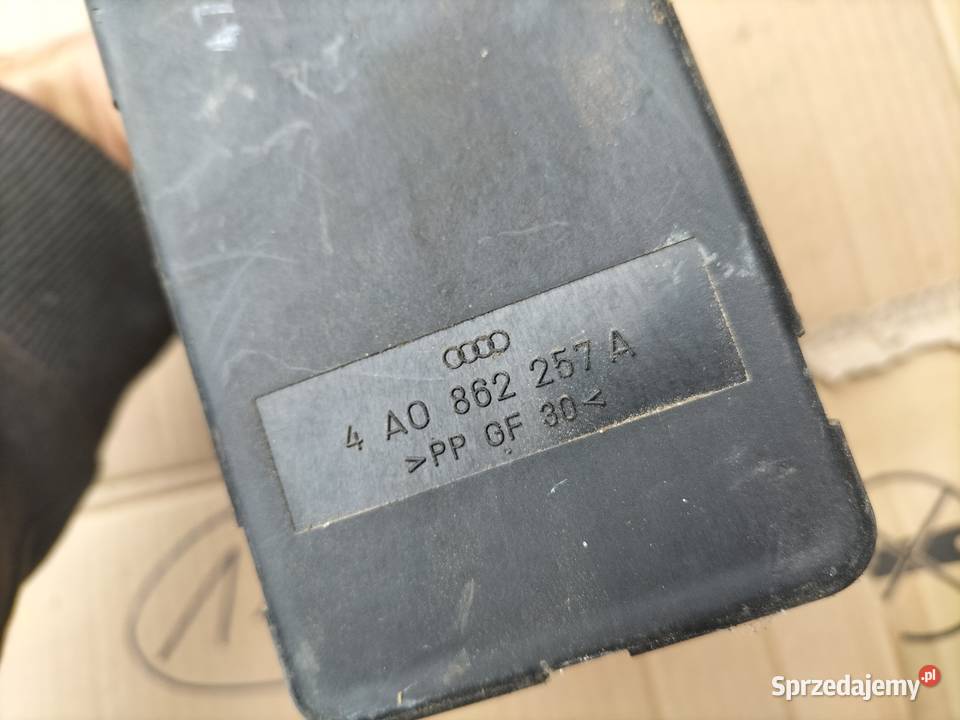 4 A0 862 257 A
>PP GF 30<
Sprzedajemy.pl